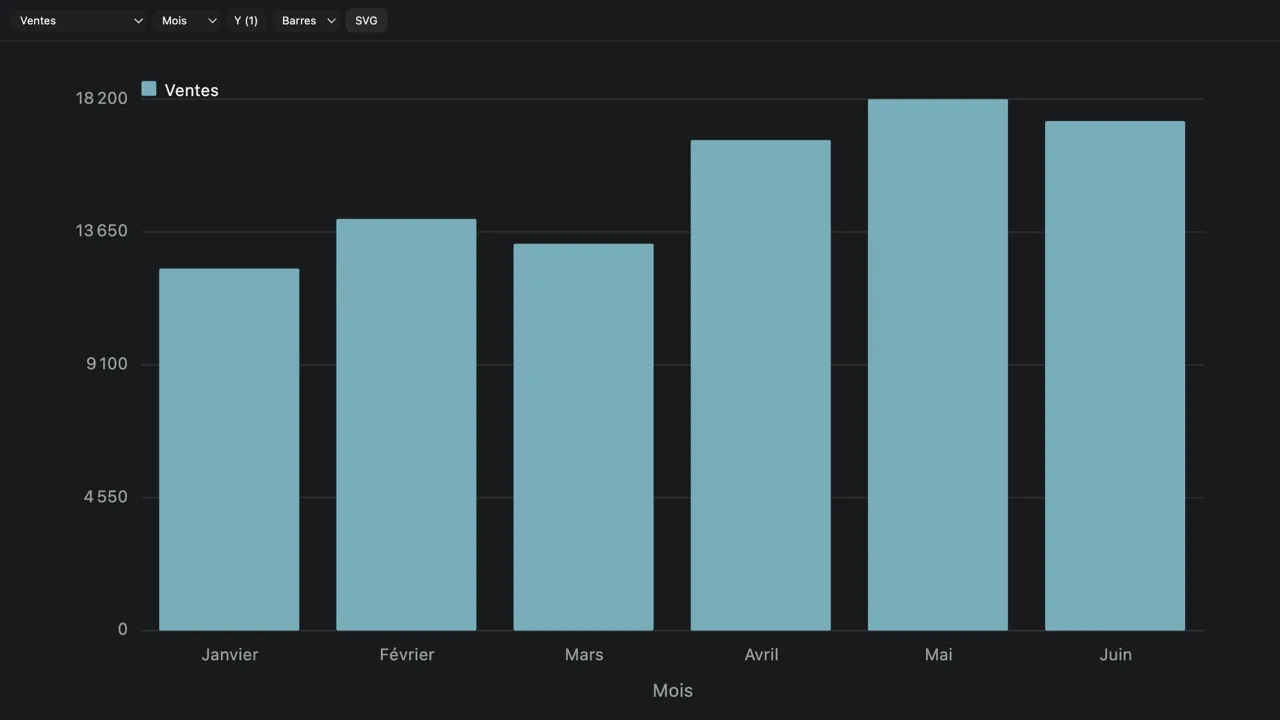 Ventes Mois Y (1) Barres SVG
Ventes
18 200
13 650
9 100
4 550
0
Janvier Février Mars Avril Mai Juin
Mois